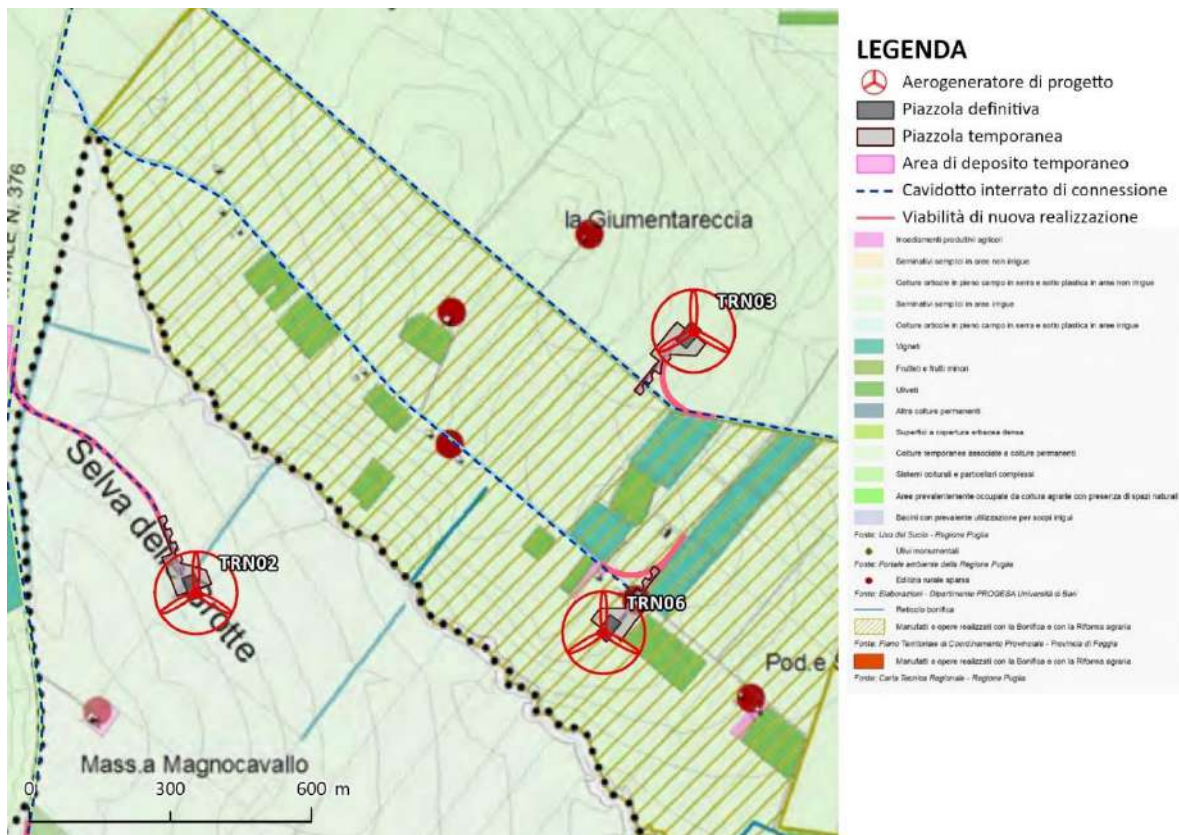 TALE N. 376
la Giumentareccia
TRN03
Selva delle Grotte
TRN02
TRN06
Pod.e S
Mass.a Magnocavallo
0 300 600 m
LEGENDA
Aerogeneratore di progetto
Piazzola definitiva
Piazzola temporanea
Area di deposito temporaneo
Cavidotto interrato di connessione
Viabilità di nuova realizzazione
Insediamenti produttivi agricoli
Seminativi semplici in aree non irrigue
Colture orticole in pieno campo in serra e sotto plastica in aree non irrigue
Seminativi semplici in aree irrigue
Colture orticole in pieno campo in serra e sotto plastica in aree irrigue
Vigneti
Frutteti e frutti minori
Uliveti
Altre colture permanenti
Superfici a copertura erbacea densa
Colture temporanee associate a colture permanenti
Sistemi colturali e particellari complessi
Aree prevalentemente occupate da coltura agrarie con presenza di spazi naturali
Bacini con prevalente utilizzazione per scopi irrigui
Fonte: Uso del Suolo - Regione Puglia
Ulivi monumentali
Fonte: Portale ambiente della Regione Puglia
Edilizia rurale sparsa
Fonte: Elaborazioni - Dipartimento PROGESA Università di Bari
Reticolo bonifica
Manufatti e opere realizzati con la Bonifica e con la Riforma agraria
Fonte: Piano Territoriale di Coordinamento Provinciale - Provincia di Foggia
Manufatti e opere realizzati con la Bonifica e con la Riforma agraria
Fonte: Carta Tecnica Regionale - Regione Puglia